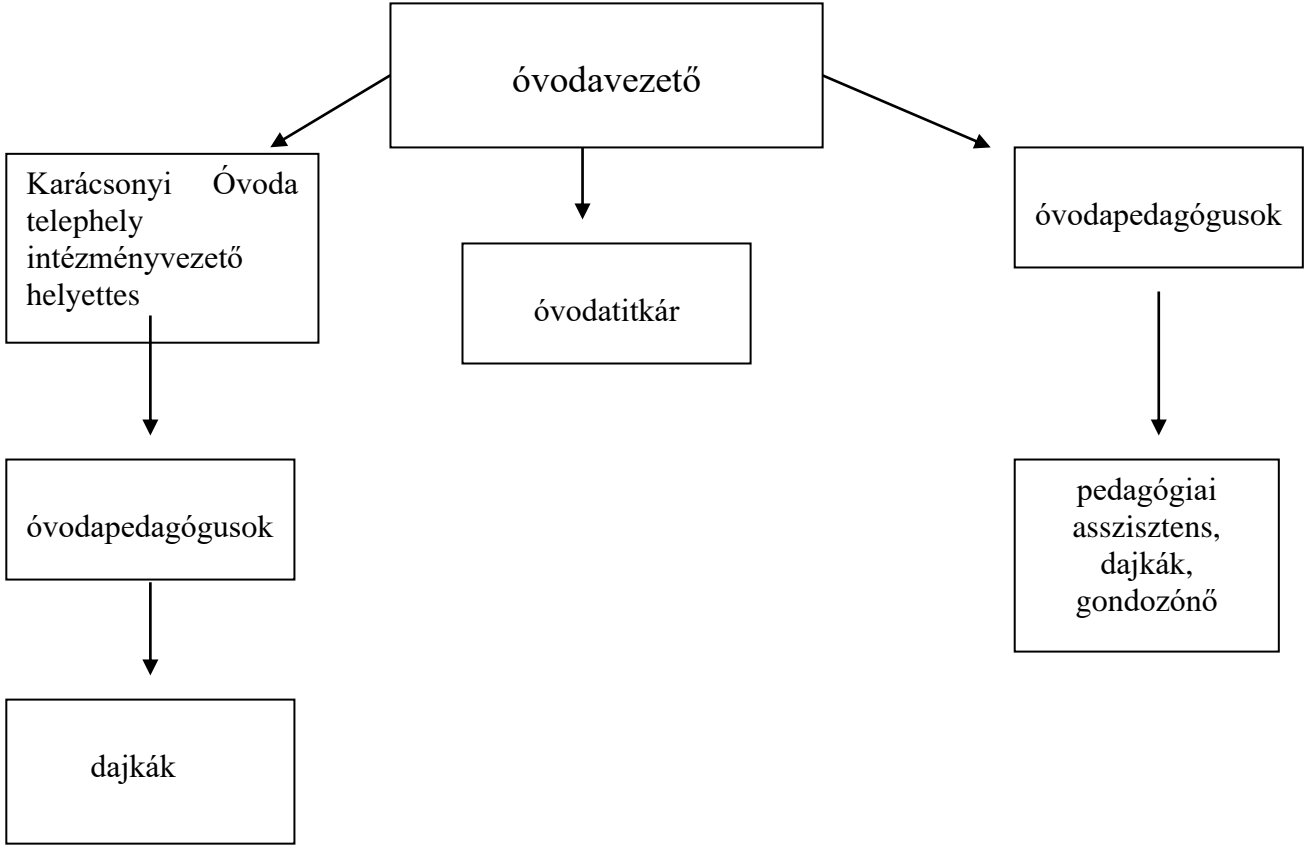 óvodavezető
Karácsonyi Óvoda
telephely
intézményvezető
helyettes
óvodatitkár
óvodapedagógusok
óvodapedagógusok
pedagógiai
asszisztens,
dajkák,
gondozónő
dajkák